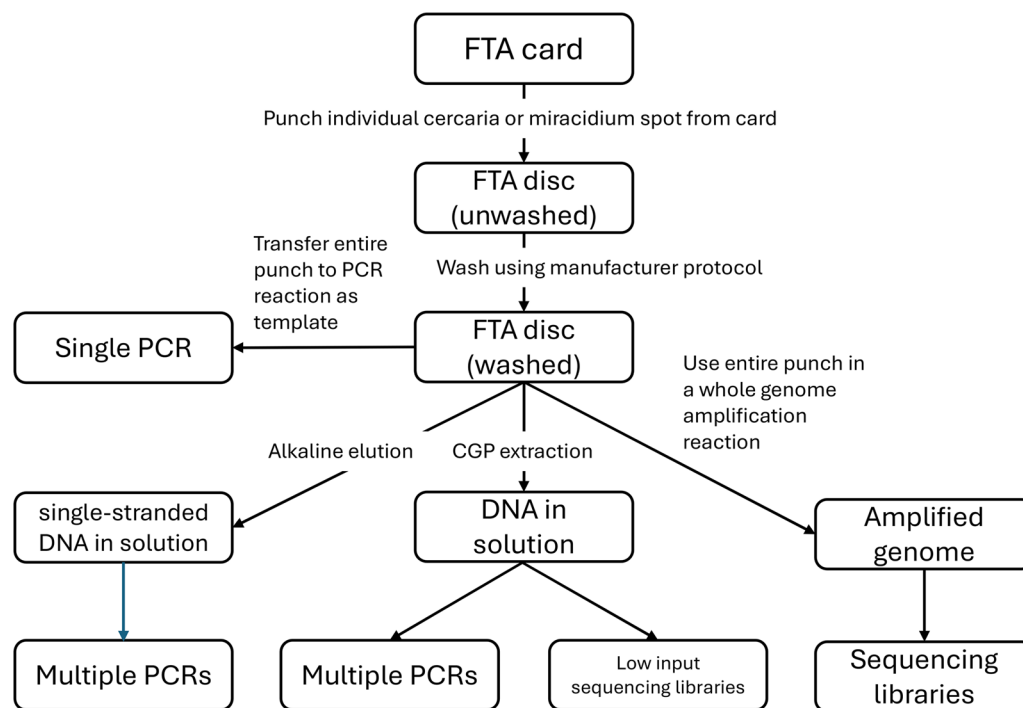 FTA card
Punch individual cercaria or miracidium spot from card
FTA disc
(unwashed)
Transfer entire
punch to PCR
reaction as
template
Wash using manufacturer protocol
Single PCR
FTA disc
(washed)
Use entire punch in
a whole genome
amplification
reaction
Alkaline elution
CGP extraction
single-stranded
DNA in solution
DNA in
solution
Amplified
genome
Multiple PCRs
Multiple PCRs
Low input
sequencing libraries
Sequencing
libraries